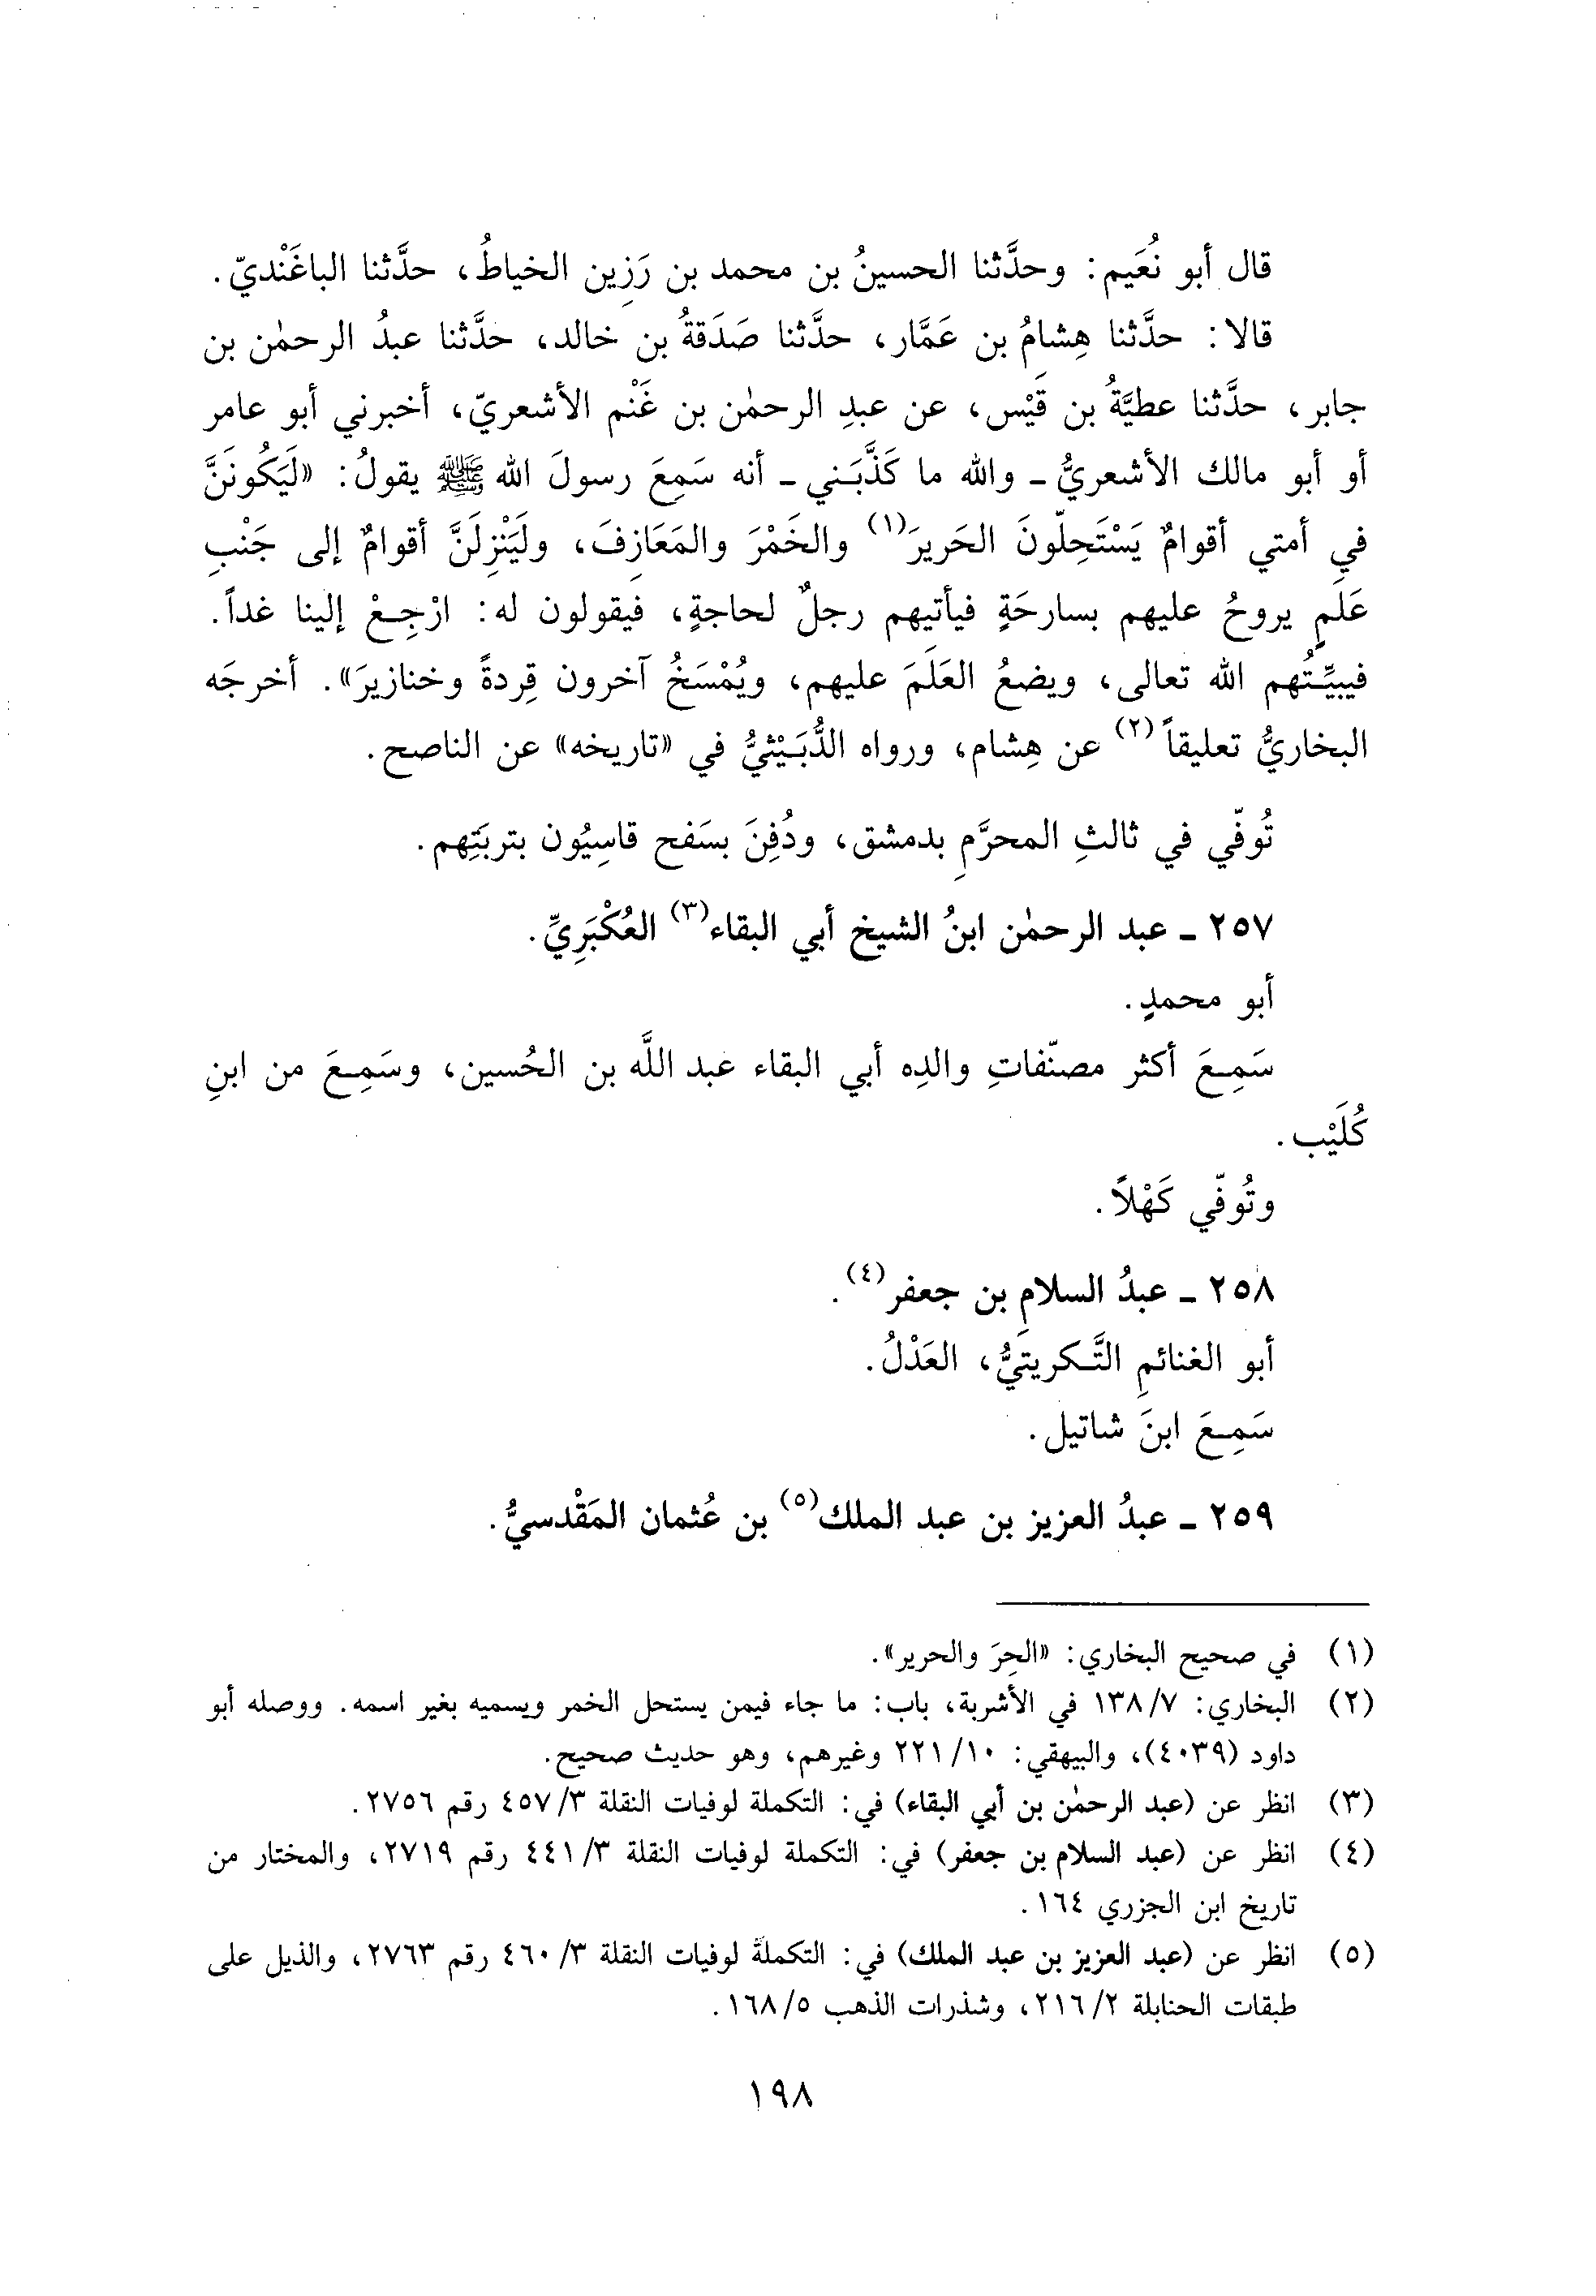 قال أبو نُعَيم: وحدَّثنا الحسينُ بن محمد بن رَزِين الخياطُ، حدَّثنا الباغَنْديّ.
قالا: حدَّثنا هِشامُ بن عَمَّار، حدَّثنا صَدَقةُ بن خالد، حدَّثنا عبدُ الرحمٰن بن
جابر، حدَّثنا عطيَّةُ بن قَيْس، عن عبدِ الرحمٰن بن غَنْم الأشعريّ، أخبرني أبو عامر
أو أبو مالك الأشعريُّ ـ والله ما كَذَّبَني ـ أنه سَمِعَ رسولَ الله ﷺ يقولُ: «لَيَكُونَنَّ
في أمتي أقوامٌ يَسْتَحِلّونَ الحَريرَ(١) والخَمْرَ والمَعَازِفَ، ولَيَنْزِلَنَّ أقوامٌ إلى جَنْبِ
عَلَمٍ يروحُ عليهم بسارحَةٍ فيأتيهم رجلٌ لحاجةٍ، فيقولون له: ارْجِعْ إلينا غداً.
فيبيِّتُهم الله تعالى، ويضعُ العَلَمَ عليهم، ويُمْسَخُ آخرون قِردةً وخنازيرَ». أخرجَه
البخاريُّ تعليقاً(٢) عن هِشام، ورواه الدُّبَيْثيُّ في «تاريخه» عن الناصح.
تُوفّي في ثالثِ المحرَّمِ بدمشق، ودُفِنَ بسَفح قاسِيُون بتربَتِهم.
٢٥٧ ـ عبد الرحمٰن ابنُ الشيخ أبي البقاء(٣) العُكْبَرِيِّ.
أبو محمدٍ.
سَمِعَ أكثر مصنّفاتِ والدِه أبي البقاء عبد اللَّه بن الحُسين، وسَمِعَ من ابنِ
كُلَيْب.
وتُوفّي كَهْلاً.
٢٥٨ ـ عبدُ السلامِ بن جعفر(٤).
أبو الغنائمِ التَّكريتيُّ، العَدْلُ.
سَمِعَ ابنَ شاتيل.
٢٥٩ ـ عبدُ العزيز بن عبد الملك(٥) بن عُثمان المَقْدسيُّ.
(١) في صحيح البخاري: «الحِرَ والحرير».
(٢) البخاري: ١٣٨/٧ في الأشربة، باب: ما جاء فيمن يستحل الخمر ويسميه بغير اسمه. ووصله أبو
داود (٤٠٣٩)، والبيهقي: ٢٢١/١٠ وغيرهم، وهو حديث صحيح.
(٣) انظر عن (عبد الرحمٰن بن أبي البقاء) في: التكملة لوفيات النقلة ٤٥٧/٣ رقم ٢٧٥٦.
(٤) انظر عن (عبد السلام بن جعفر) في: التكملة لوفيات النقلة ٤٤١/٣ رقم ٢٧١٩، والمختار من
تاريخ ابن الجزري ١٦٤.
(٥) انظر عن (عبد العزيز بن عبد الملك) في: التكملة لوفيات النقلة ٤٦٠/٣ رقم ٢٧٦٣، والذيل على
طبقات الحنابلة ٢١٦/٢، وشذرات الذهب ١٦٨/٥.
١٩٨